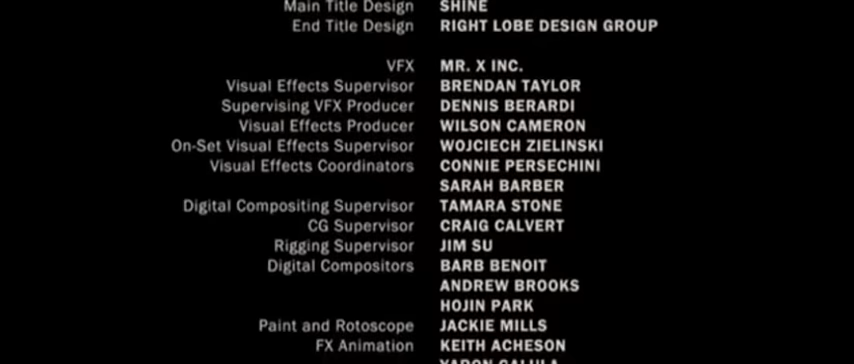 Main Title Design SHINE
End Title Design RIGHT LOBE DESIGN GROUP
VFX MR. X INC.
Visual Effects Supervisor BRENDAN TAYLOR
Supervising VFX Producer DENNIS BERARDI
Visual Effects Producer WILSON CAMERON
On-Set Visual Effects Supervisor WOJCIECH ZIELINSKI
Visual Effects Coordinators CONNIE PERSECHINI
SARAH BARBER
Digital Compositing Supervisor TAMARA STONE
CG Supervisor CRAIG CALVERT
Rigging Supervisor JIM SU
Digital Compositors BARB BENOIT
ANDREW BROOKS
HOJIN PARK
Paint and Rotoscope JACKIE MILLS
FX Animation KEITH ACHESON